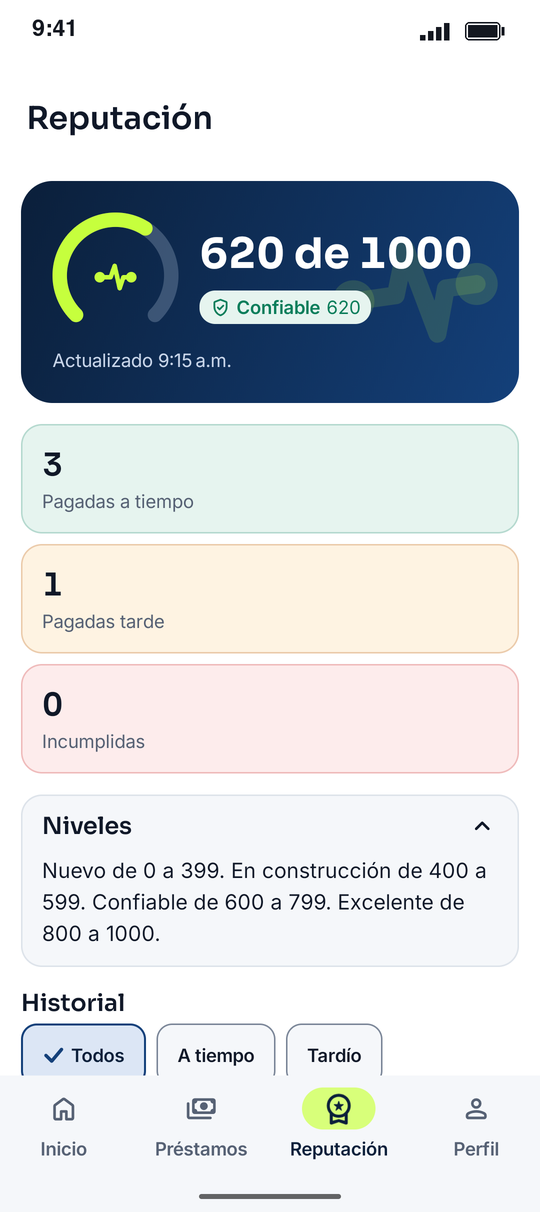 9:41
Reputación
620 de 1000
Confiable 620
Actualizado 9:15 a.m.
3
Pagadas a tiempo
1
Pagadas tarde
0
Incumplidas
Niveles
Nuevo de 0 a 399. En construcción de 400 a
599. Confiable de 600 a 799. Excelente de
800 a 1000.
Historial
Todos A tiempo Tardío
Inicio Préstamos Reputación Perfil